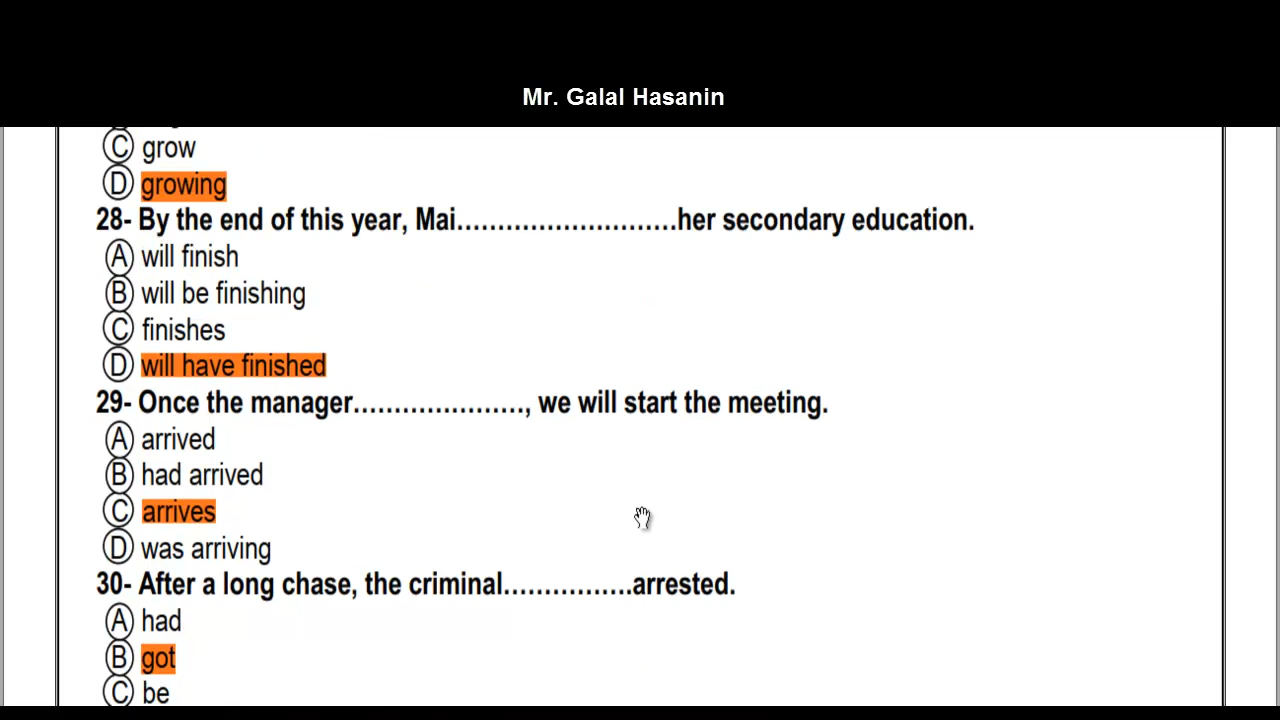 Mr. Galal Hasanin
C grow
D growing
28- By the end of this year, Mai………………………her secondary education.
A will finish
B will be finishing
C finishes
D will have finished
29- Once the manager…………………, we will start the meeting.
A arrived
B had arrived
C arrives
D was arriving
30- After a long chase, the criminal…………….arrested.
A had
B got
C be